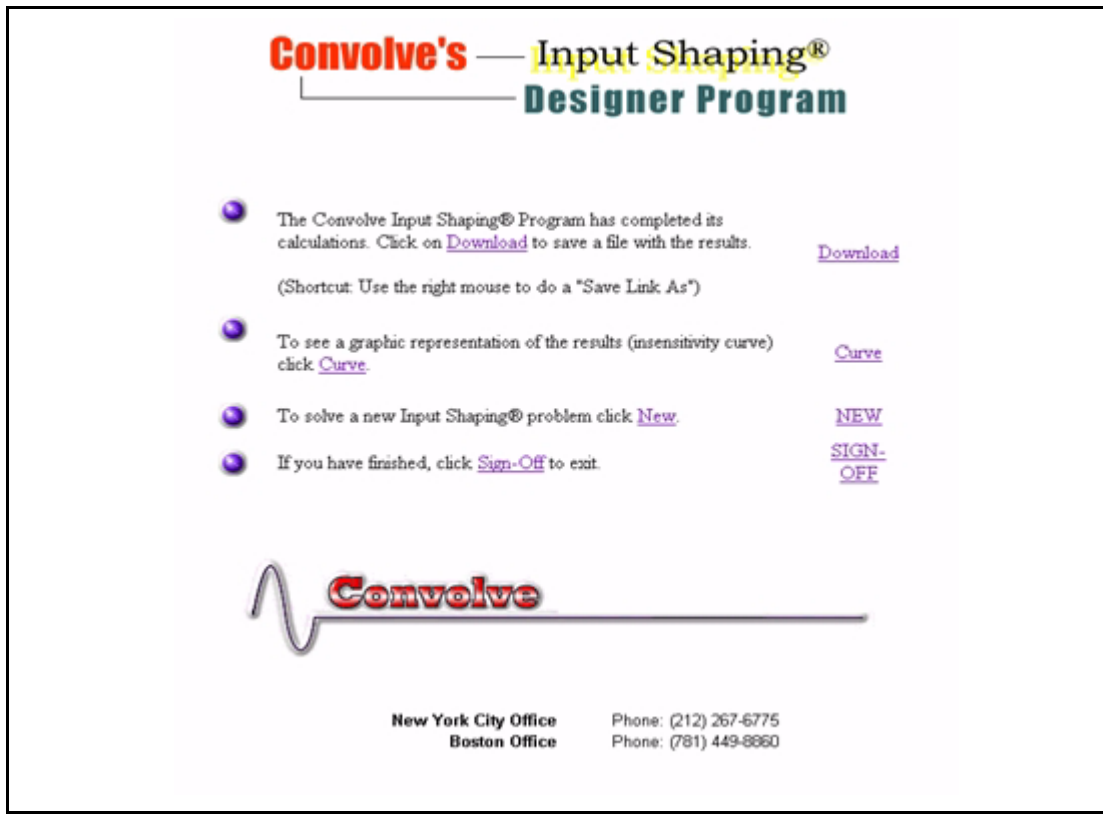 Convolve's Input Shaping®
Designer Program
The Convolve Input Shaping® Program has completed its
calculations. Click on Download to save a file with the results.
Download
(Shortcut: Use the right mouse to do a "Save Link As")
To see a graphic representation of the results (insensitivity curve)
click Curve.
Curve
To solve a new Input Shaping® problem click New.
NEW
If you have finished, click Sign-Off to exit.
SIGN-
OFF
Convolve
New York City Office Phone: (212) 267-6775
Boston Office Phone: (781) 449-8860